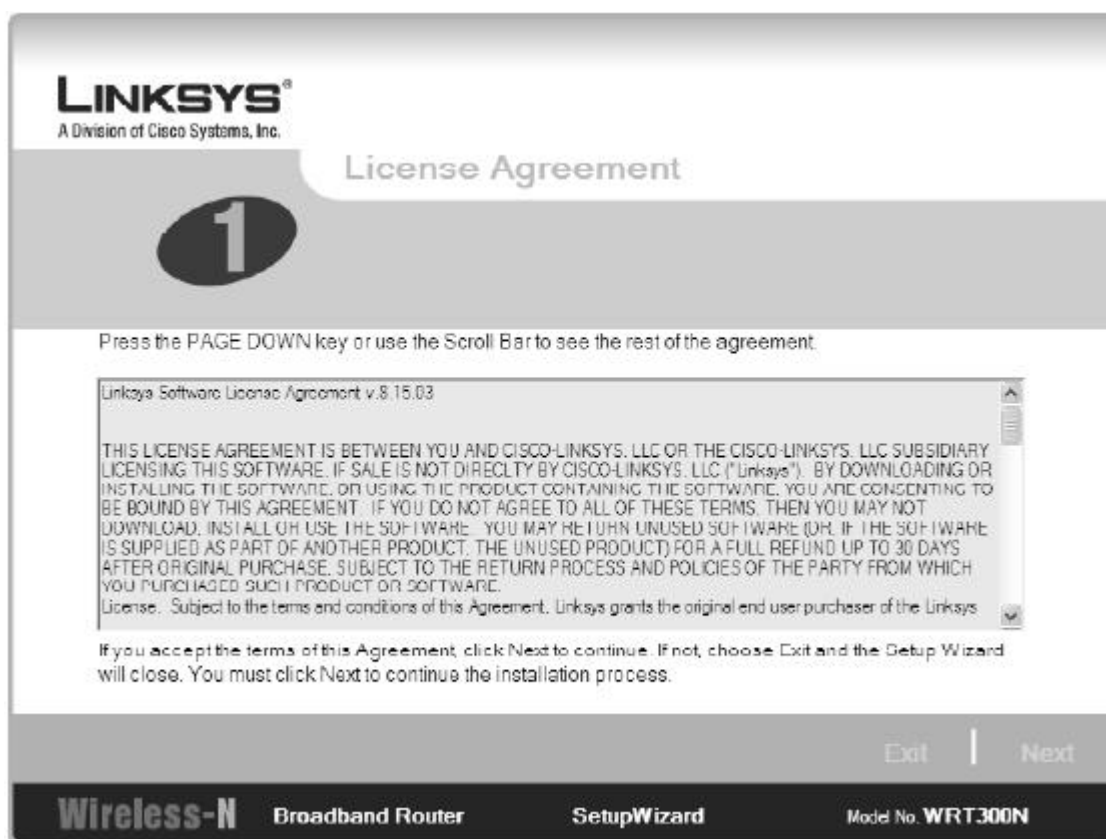 LINKSYS®
A Division of Cisco Systems, Inc.
License Agreement
1
Press the PAGE DOWN key or use the Scroll Bar to see the rest of the agreement.
Linksys Software License Agreement v.8.15.03
THIS LICENSE AGREEMENT IS BETWEEN YOU AND CISCO-LINKSYS, LLC OR THE CISCO-LINKSYS, LLC SUBSIDIARY
LICENSING THIS SOFTWARE, IF SALE IS NOT DIRECLTY BY CISCO-LINKSYS, LLC ("Linksys"). BY DOWNLOADING OR
INSTALLING THE SOFTWARE, OR USING THE PRODUCT CONTAINING THE SOFTWARE, YOU ARE CONSENTING TO
BE BOUND BY THIS AGREEMENT. IF YOU DO NOT AGREE TO ALL OF THESE TERMS, THEN YOU MAY NOT
DOWNLOAD, INSTALL OR USE THE SOFTWARE. YOU MAY RETURN UNUSED SOFTWARE (OR, IF THE SOFTWARE
IS SUPPLIED AS PART OF ANOTHER PRODUCT, THE UNUSED PRODUCT) FOR A FULL REFUND UP TO 30 DAYS
AFTER ORIGINAL PURCHASE, SUBJECT TO THE RETURN PROCESS AND POLICIES OF THE PARTY FROM WHICH
YOU PURCHASED SUCH PRODUCT OR SOFTWARE.
License. Subject to the terms and conditions of this Agreement, Linksys grants the original end user purchaser of the Linksys
If you accept the terms of this Agreement, click Next to continue. If not, choose Exit and the Setup Wizard
will close. You must click Next to continue the installation process.
Exit | Next
Wireless-N Broadband Router SetupWizard Model No. WRT300N